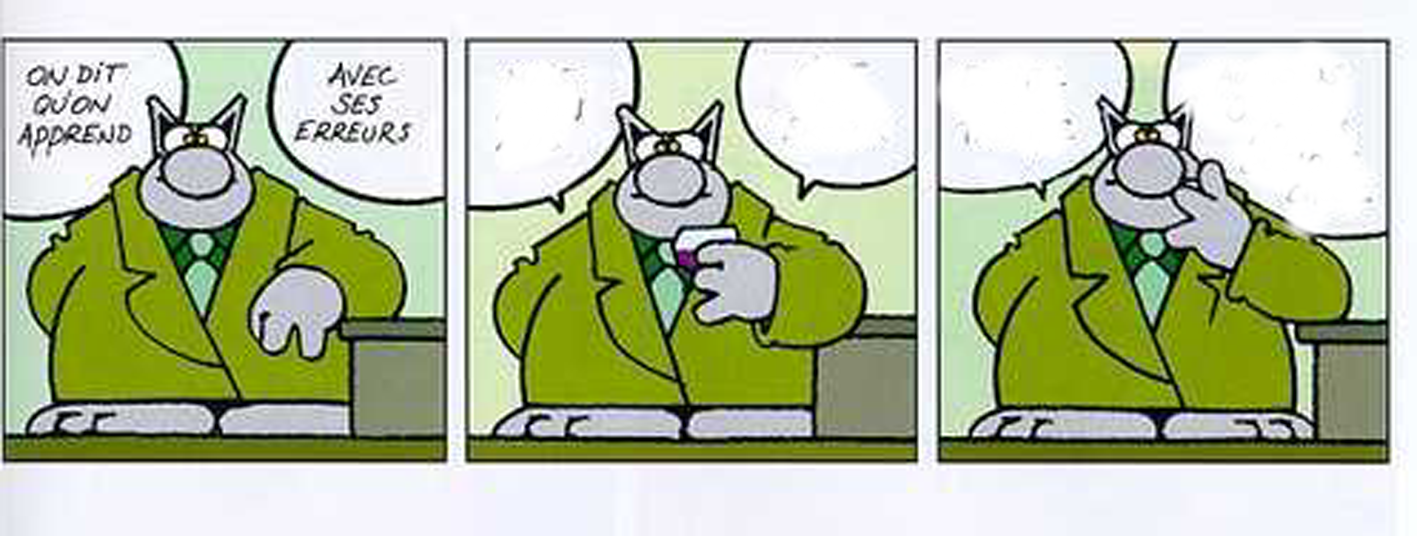 ON DIT
QU'ON
APPREND
AVEC
SES
ERREURS